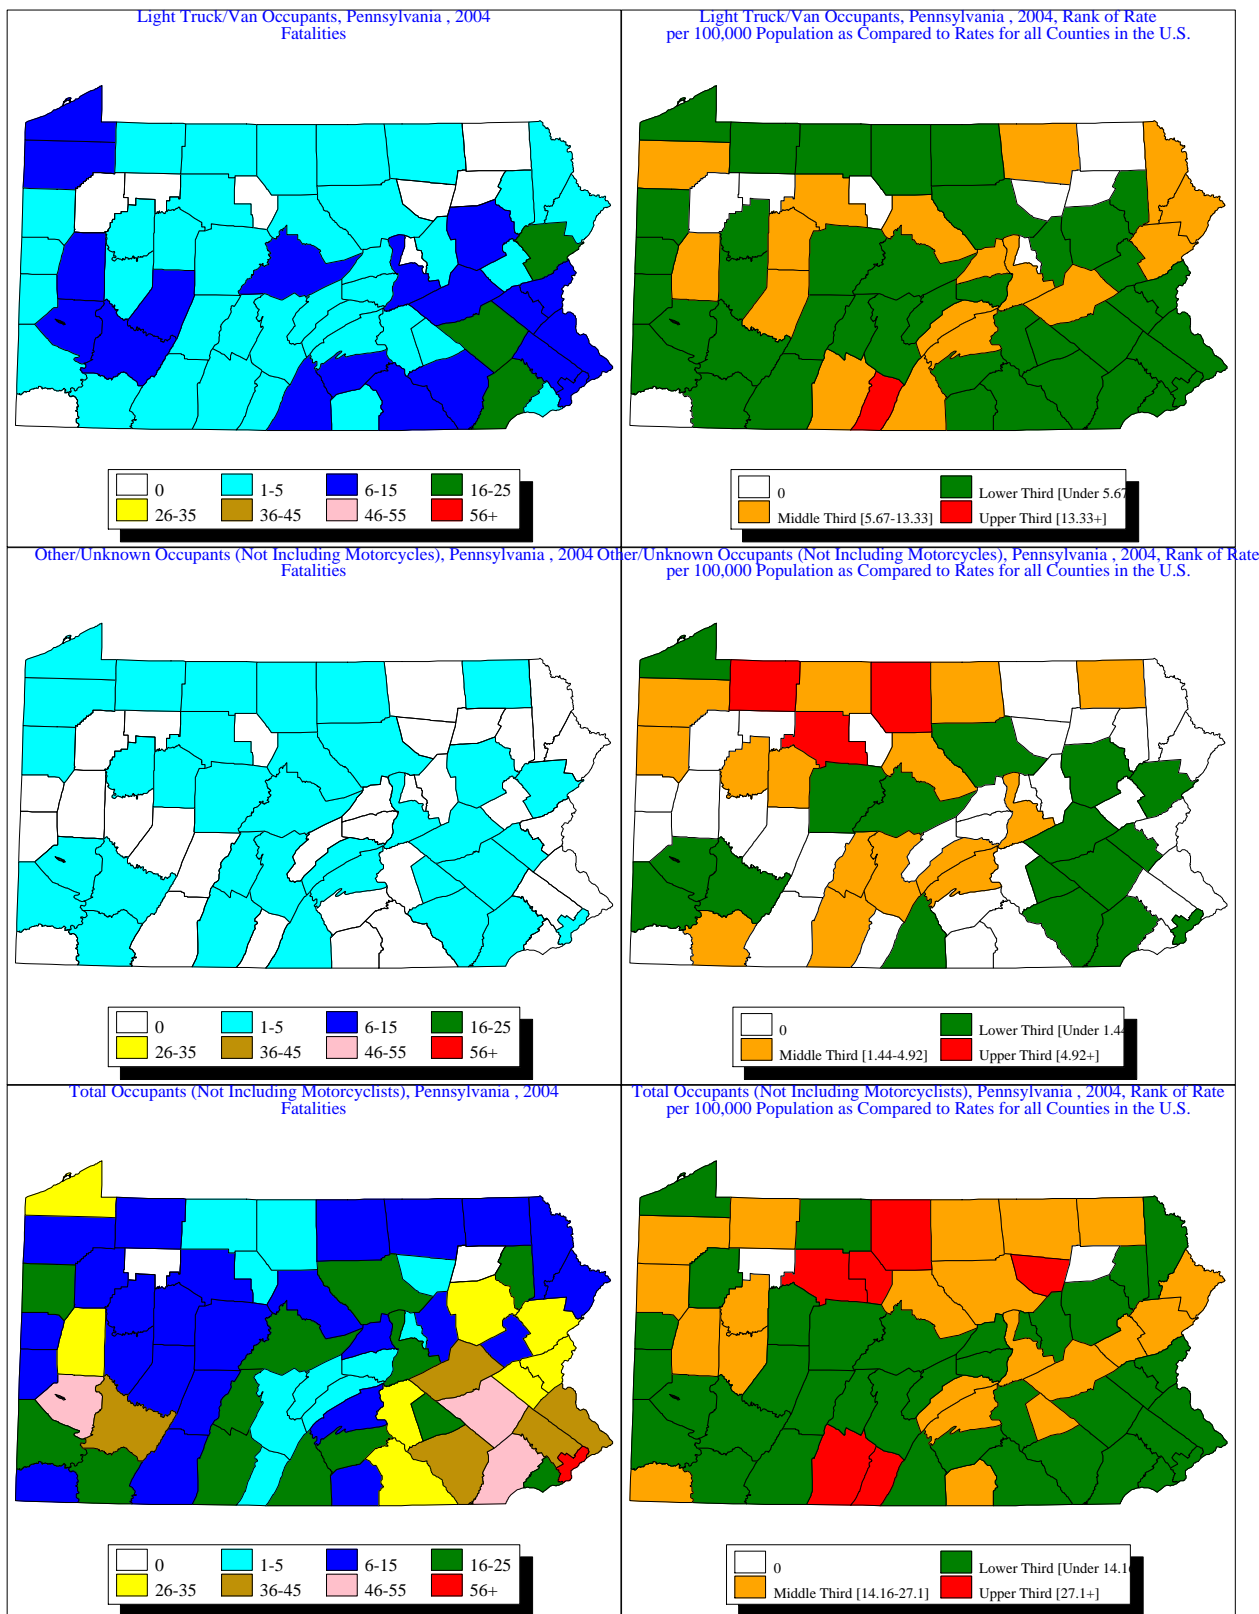 Light Truck/Van Occupants, Pennsylvania , 2004
Fatalities
Light Truck/Van Occupants, Pennsylvania , 2004, Rank of Rate
per 100,000 Population as Compared to Rates for all Counties in the U.S.
0 1-5 6-15 16-25
26-35 36-45 46-55 56+
0 Lower Third [Under 5.67
Middle Third [5.67-13.33] Upper Third [13.33+]
Other/Unknown Occupants (Not Including Motorcycles), Pennsylvania , 2004
Fatalities
Other/Unknown Occupants (Not Including Motorcycles), Pennsylvania , 2004, Rank of Rate
per 100,000 Population as Compared to Rates for all Counties in the U.S.
0 1-5 6-15 16-25
26-35 36-45 46-55 56+
0 Lower Third [Under 1.44
Middle Third [1.44-4.92] Upper Third [4.92+]
Total Occupants (Not Including Motorcyclists), Pennsylvania , 2004
Fatalities
Total Occupants (Not Including Motorcyclists), Pennsylvania , 2004, Rank of Rate
per 100,000 Population as Compared to Rates for all Counties in the U.S.
0 1-5 6-15 16-25
26-35 36-45 46-55 56+
0 Lower Third [Under 14.16
Middle Third [14.16-27.1] Upper Third [27.1+]